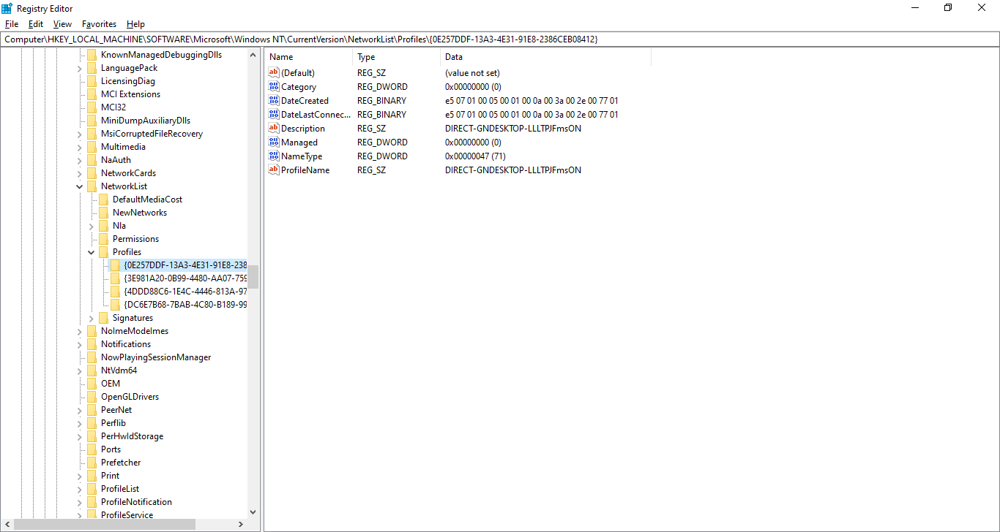 Registry Editor
File Edit View Favorites Help
Computer\HKEY_LOCAL_MACHINE\SOFTWARE\Microsoft\Windows NT\CurrentVersion\NetworkList\Profiles\{0E257DDF-13A3-4E31-91E8-2386CEB08412}
KnownManagedDebuggingDlls
LanguagePack
LicensingDiag
MCI Extensions
MCI32
MiniDumpAuxiliaryDlls
MsiCorruptedFileRecovery
Multimedia
NaAuth
NetworkCards
NetworkList
DefaultMediaCost
NewNetworks
Nla
Permissions
Profiles
{0E257DDF-13A3-4E31-91E8-238
{3E981A20-0B99-4480-AA07-759
{4DDD88C6-1E4C-4446-813A-97
{DC6E7B68-7BAB-4C80-B189-99
Signatures
NoImeModeImes
Notifications
NowPlayingSessionManager
NtVdm64
OEM
OpenGLDrivers
PeerNet
Perflib
PerHwIdStorage
Ports
Prefetcher
Print
ProfileList
ProfileNotification
ProfileService
Name Type Data
(Default) REG_SZ (value not set)
Category REG_DWORD 0x00000000 (0)
DateCreated REG_BINARY e5 07 01 00 05 00 01 00 0a 00 3a 00 2e 00 77 01
DateLastConnec... REG_BINARY e5 07 01 00 05 00 01 00 0a 00 3a 00 2e 00 77 01
Description REG_SZ DIRECT-GNDESKTOP-LLLTPJFmsON
Managed REG_DWORD 0x00000000 (0)
NameType REG_DWORD 0x00000047 (71)
ProfileName REG_SZ DIRECT-GNDESKTOP-LLLTPJFmsON